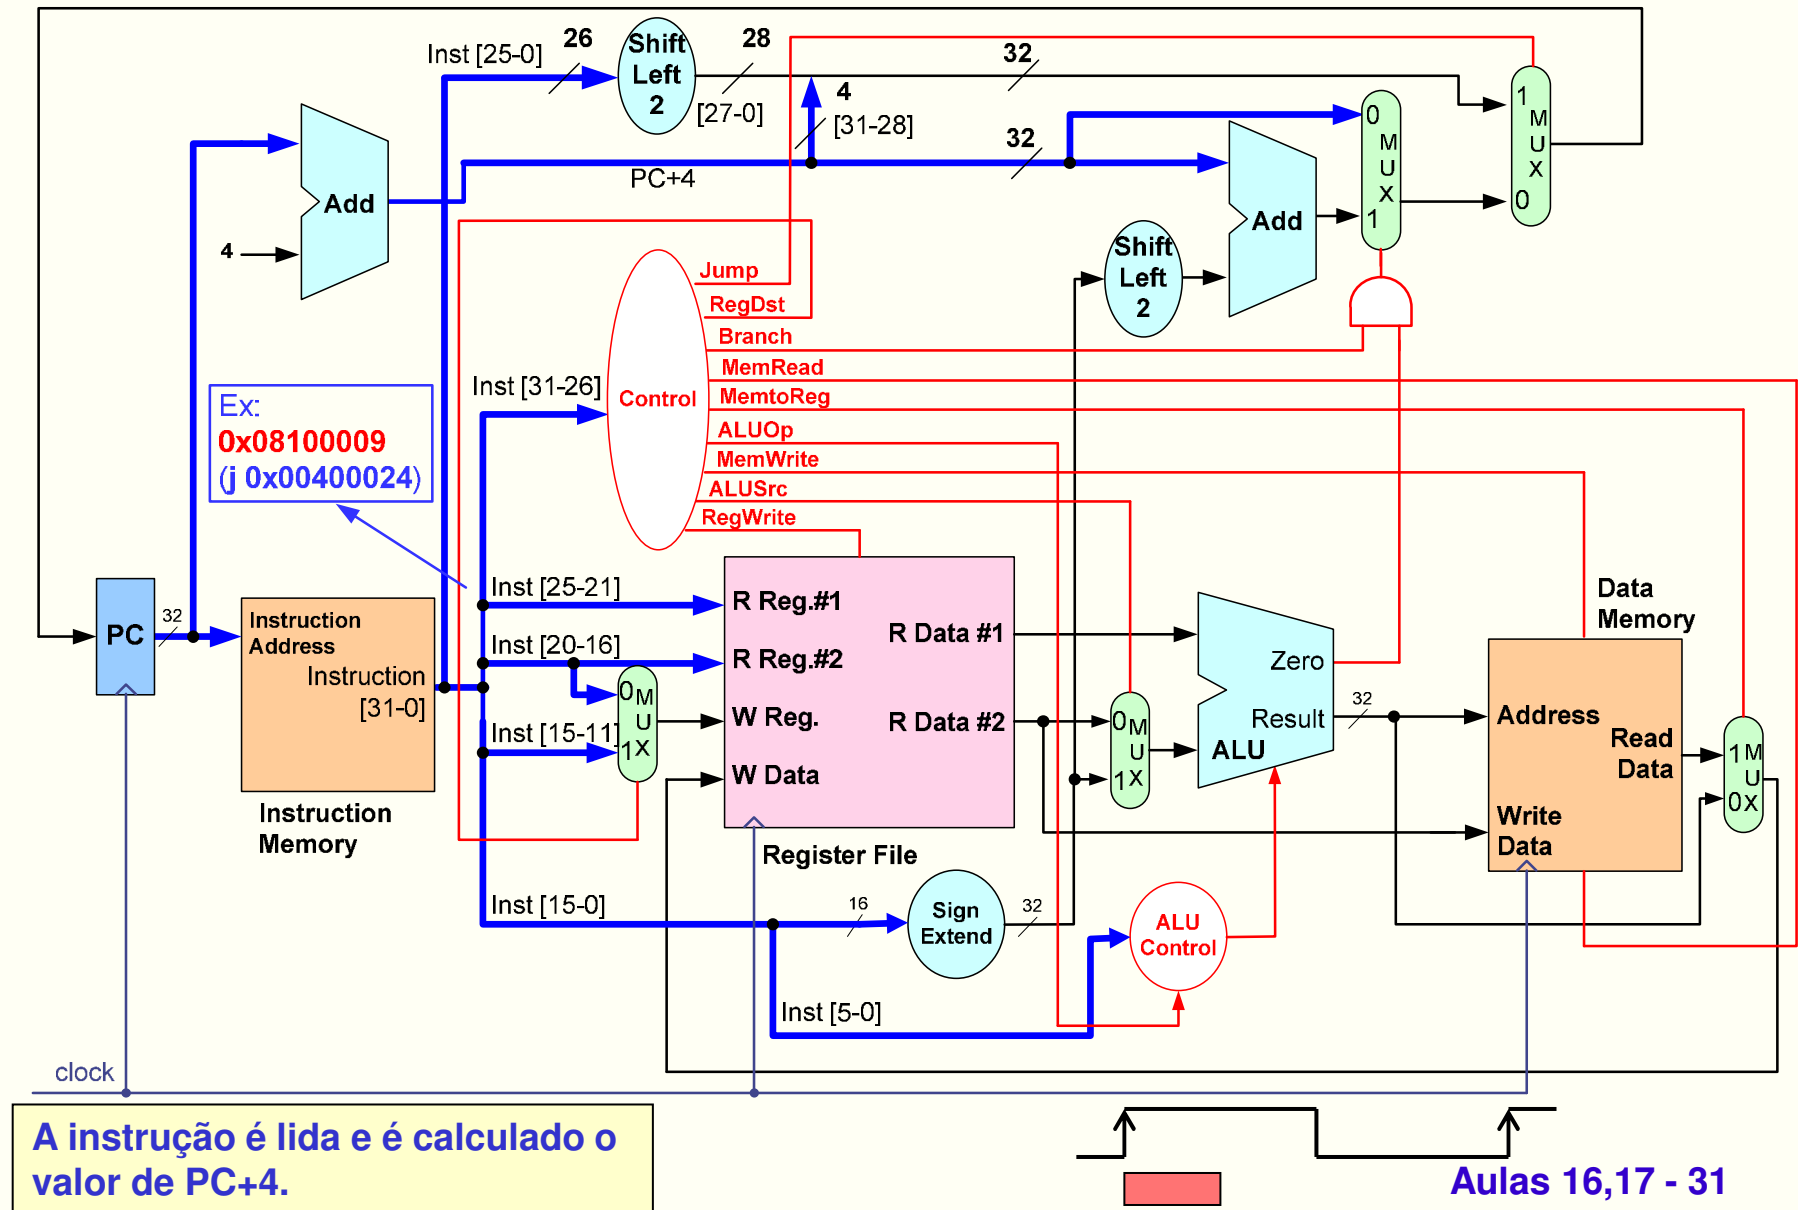 Inst [25-0]
26
Shift
Left
2
28
[27-0]
4
[31-28]
32
32
PC+4
Add
4
Add
Shift
Left
2
0
M
U
X
1
1
M
U
X
0
Jump
RegDst
Branch
MemRead
MemtoReg
ALUOp
MemWrite
ALUSrc
RegWrite
Control
Inst [31-26]
Ex:
0x08100009
(j 0x00400024)
PC
32
Instruction
Address
Instruction
[31-0]
Instruction
Memory
Inst [25-21]
Inst [20-16]
Inst [15-11]
0
M
U
1X
R Reg.#1
R Reg.#2
W Reg.
W Data
R Data #1
R Data #2
Register File
0M
U
1X
Zero
Result
ALU
32
Data
Memory
Address
Read
Data
Write
Data
1M
U
0X
Inst [15-0]
16
Sign
Extend
32
ALU
Control
Inst [5-0]
clock
A instrução é lida e é calculado o
valor de PC+4.
Aulas 16,17 - 31